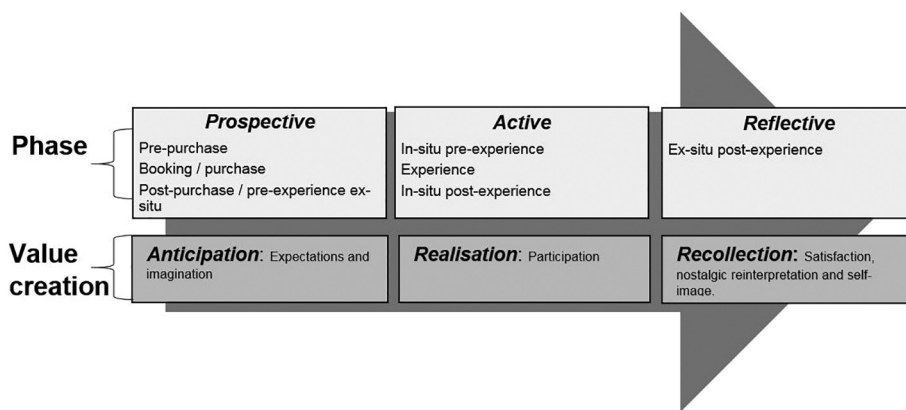 Phase
Prospective
Pre-purchase
Booking / purchase
Post-purchase / pre-experience ex-
situ
Active
In-situ pre-experience
Experience
In-situ post-experience
Reflective
Ex-situ post-experience
Value
creation
Anticipation: Expectations and
imagination
Realisation: Participation
Recollection: Satisfaction,
nostalgic reinterpretation and self-
image.